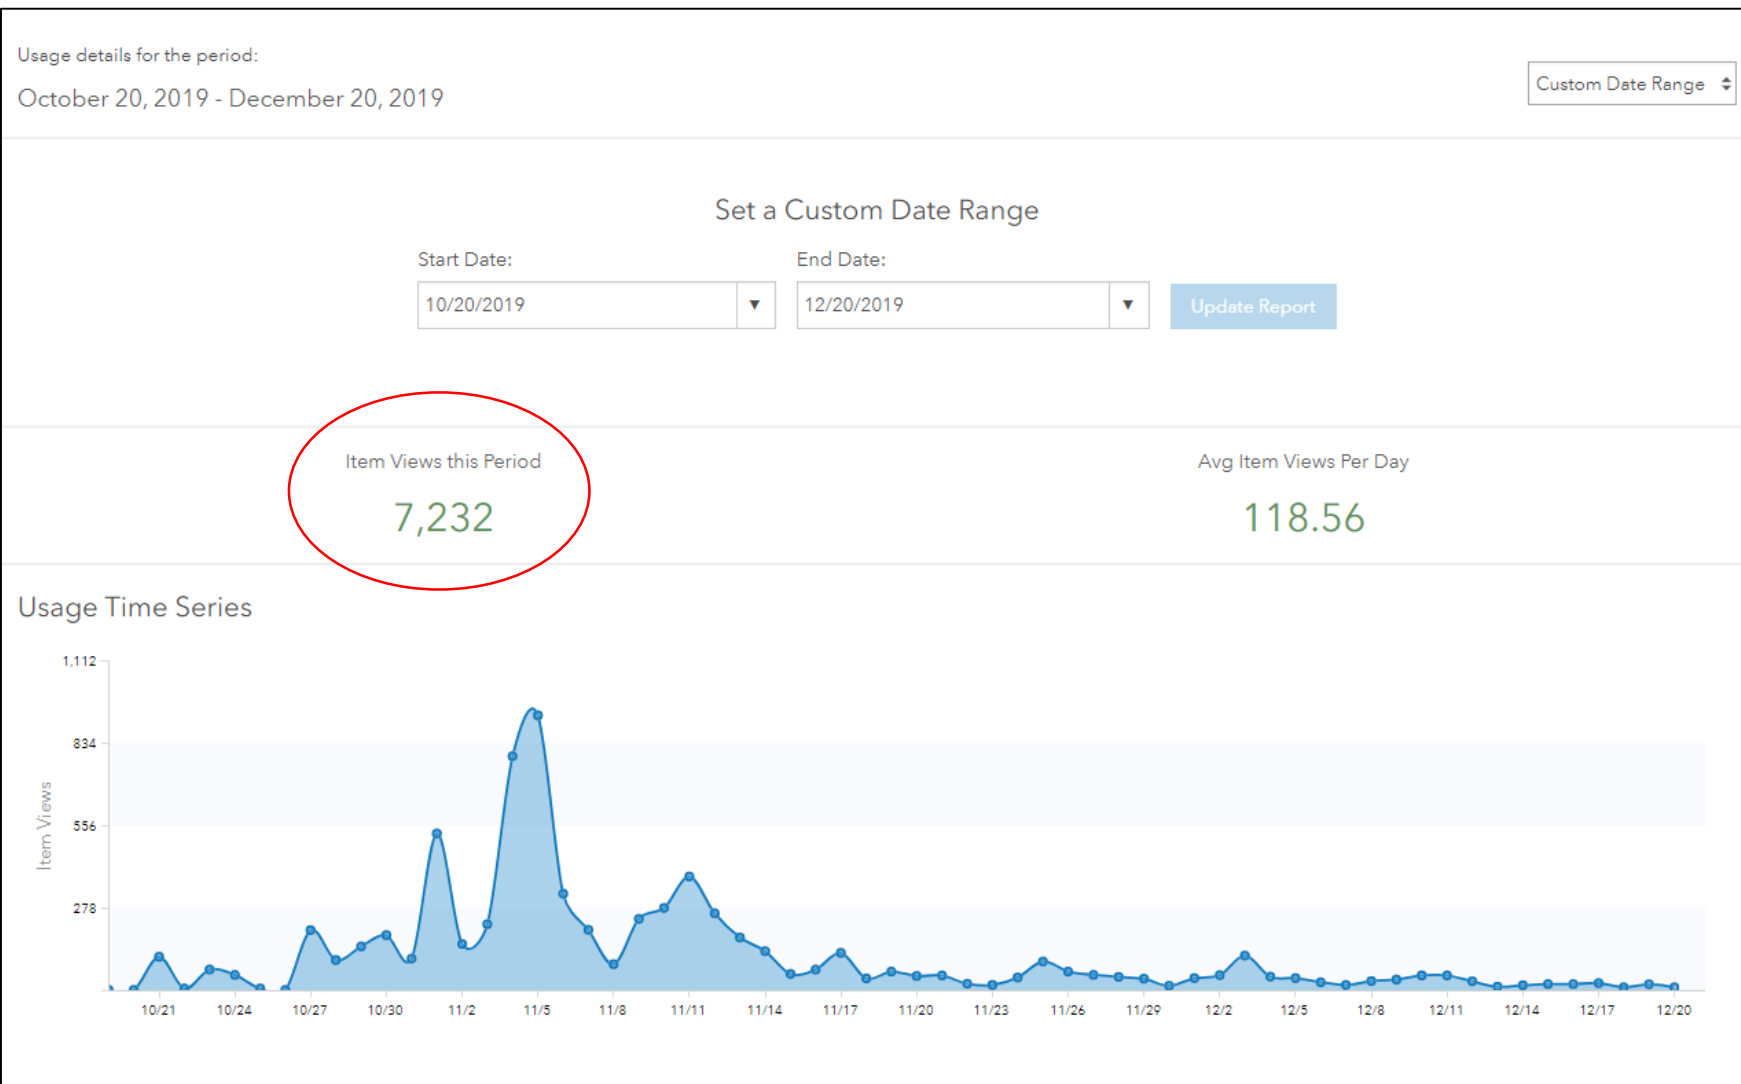 Usage details for the period:
October 20, 2019 - December 20, 2019
Custom Date Range
Set a Custom Date Range
Start Date:
End Date:
10/20/2019
12/20/2019
Update Report
Item Views this Period
Avg Item Views Per Day
7,232
118.56
Usage Time Series
1,112
834
556
278
Item Views
10/21 10/24 10/27 10/30 11/2 11/5 11/8 11/11 11/14 11/17 11/20 11/23 11/26 11/29 12/2 12/5 12/8 12/11 12/14 12/17 12/20